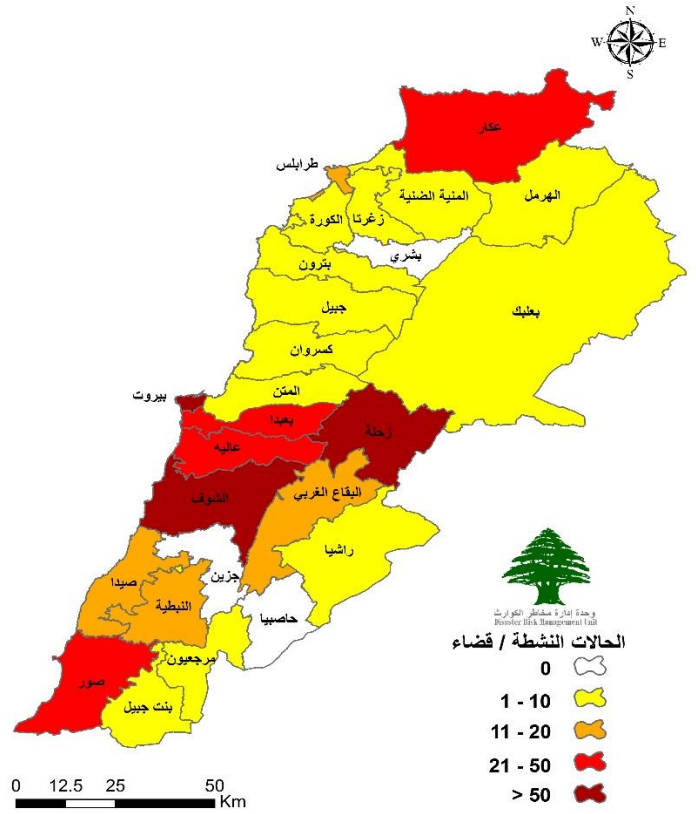 N
W
E
S
عكار
طرابلس
المنية الضنية
الهرمل
زغرتا
الكورة
بشري
بترون
بعلبك
جبيل
كسروان
المتن
بيروت
بعبدا
زحلة
عاليه
الشوف
البقاع الغربي
راشيا
صيدا
جزين
النبطية
حاصبيا
مرجعيون
صور
بنت جبيل
وحدة إدارة مخاطر الكوارث
Disaster Risk Management Unit
الحالات النشطة / قضاء
0
1 - 10
11 - 20
21 - 50
> 50
0 12.5 25 50
Km